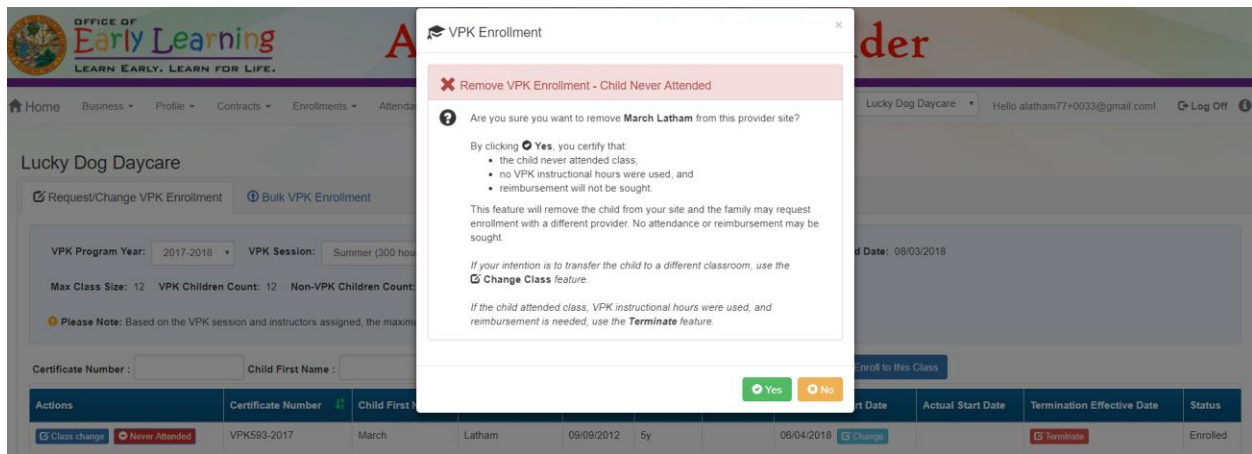 OFFICE OF
Early Learning
LEARN EARLY. LEARN FOR LIFE.
A
der
Home Business Profile Contracts Enrollments Lucky Dog Daycare Hello alatham77+0033@gmail.com! Log Off
Lucky Dog Daycare
Request/Change VPK Enrollment Bulk VPK Enrollment
VPK Program Year: 2017-2018 VPK Session: Summer (300 hou d Date: 08/03/2018
Max Class Size: 12 VPK Children Count: 12 Non-VPK Children Count:
Please Note: Based on the VPK session and instructors assigned, the maximu
Certificate Number : Child First Name : Enroll to this Class
Actions Certificate Number Child First N rt Date Actual Start Date Termination Effective Date Status
Class change Never Attended VPK593-2017 March Latham 09/09/2012 5y 06/04/2018 Change Terminate Enrolled
VPK Enrollment ×
Remove VPK Enrollment - Child Never Attended
Are you sure you want to remove March Latham from this provider site?
By clicking Yes, you certify that:
• the child never attended class,
• no VPK instructional hours were used, and
• reimbursement will not be sought.
This feature will remove the child from your site and the family may request
enrollment with a different provider. No attendance or reimbursement may be
sought.
If your intention is to transfer the child to a different classroom, use the
Change Class feature.
If the child attended class, VPK instructional hours were used, and
reimbursement is needed, use the Terminate feature.
Yes No